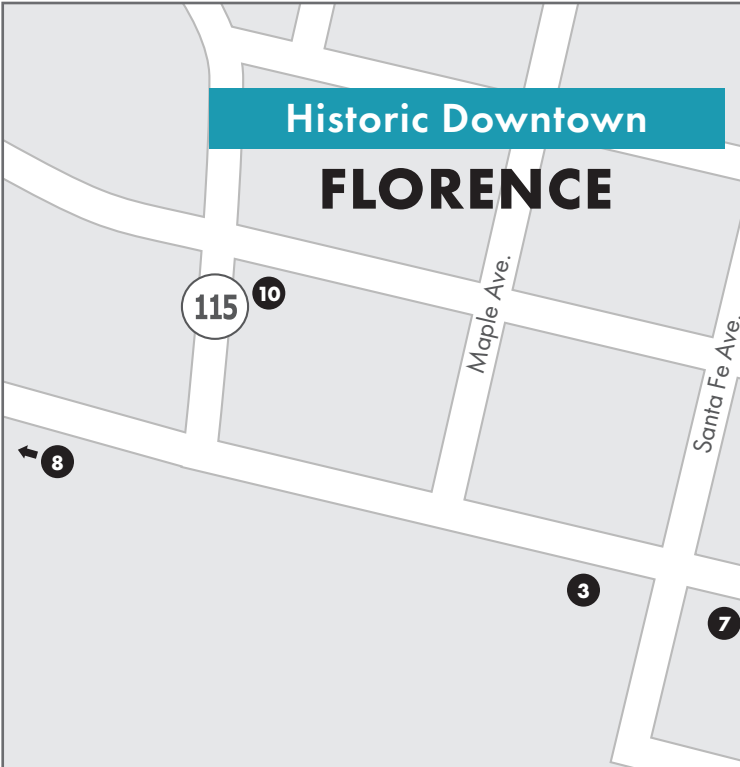 Historic Downtown
FLORENCE
Maple Ave.
115
10
Santa Fe Ave.
8
3
7